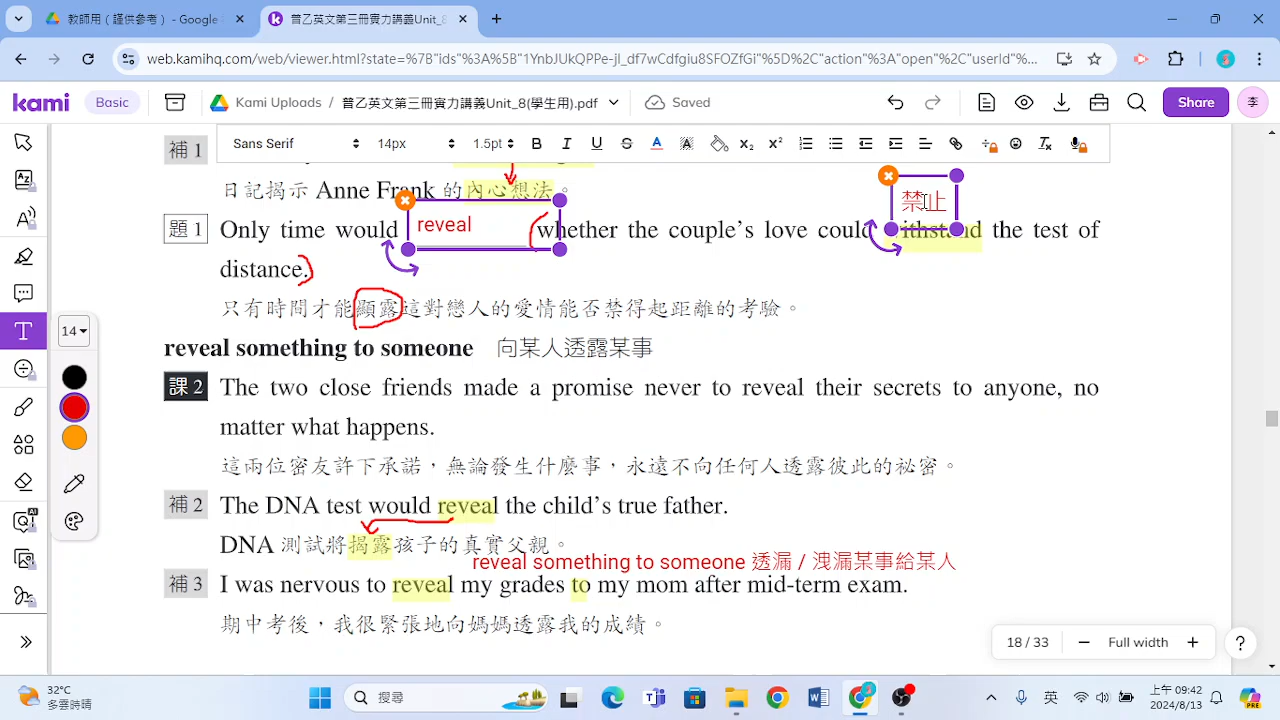 教師用（謹供參考）- Google
普乙英文第三冊實力講義Unit_8
web.kamihq.com/web/viewer.html?state=%7B"ids"%3A%5B"1YnbJUkQPPe-jl_df7wCdfgiu8SFOZfGi"%5D%2C"action"%3A"open"%2C"userId"%...
kami Basic Kami Uploads / 普乙英文第三冊實力講義Unit_8(學生用).pdf Saved Share 李
Sans Serif 14px 1.5pt B I U S A
補 1
日記揭示 Anne Frank 的內心想法。
禁止
題 1 Only time would reveal whether the couple's love could withstand the test of
distance.
只有時間才能顯露這對戀人的愛情能否禁得起距離的考驗。
14
reveal something to someone 向某人透露某事
課 2 The two close friends made a promise never to reveal their secrets to anyone, no
matter what happens.
這兩位密友許下承諾，無論發生什麼事，永遠不向任何人透露彼此的祕密。
補 2 The DNA test would reveal the child's true father.
DNA 測試將揭露孩子的真實父親。
reveal something to someone 透漏 / 洩漏某事給某人
補 3 I was nervous to reveal my grades to my mom after mid-term exam.
期中考後，我很緊張地向媽媽透露我的成績。
18 / 33 Full width
32°C
多雲時晴
搜尋
英
上午 09:42
2024/8/13